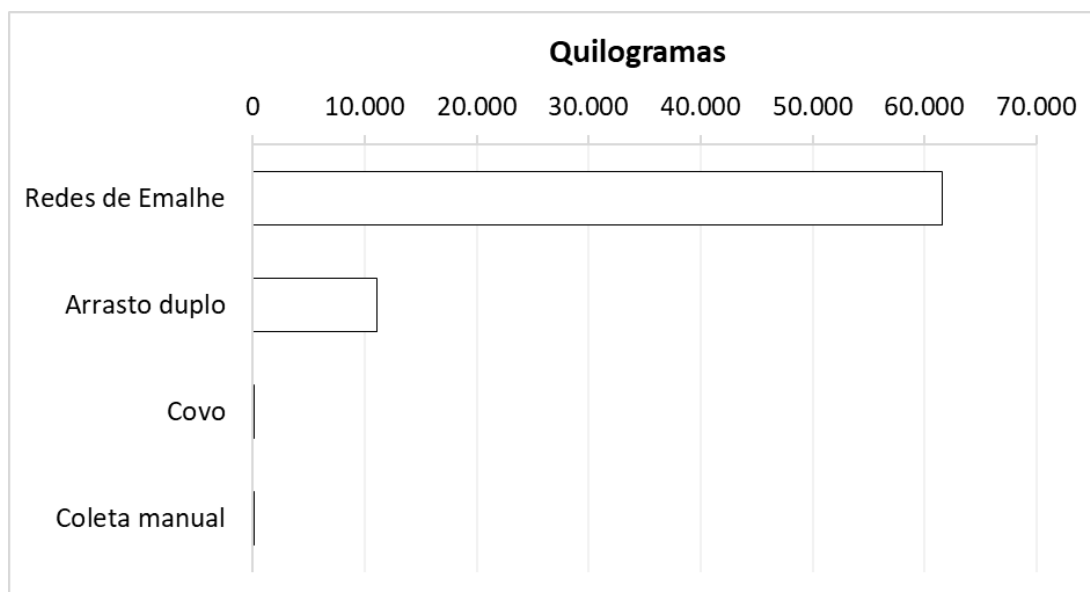 Quilogramas
0 10.000 20.000 30.000 40.000 50.000 60.000 70.000
Redes de Emalhe
Arrasto duplo
Covo
Coleta manual